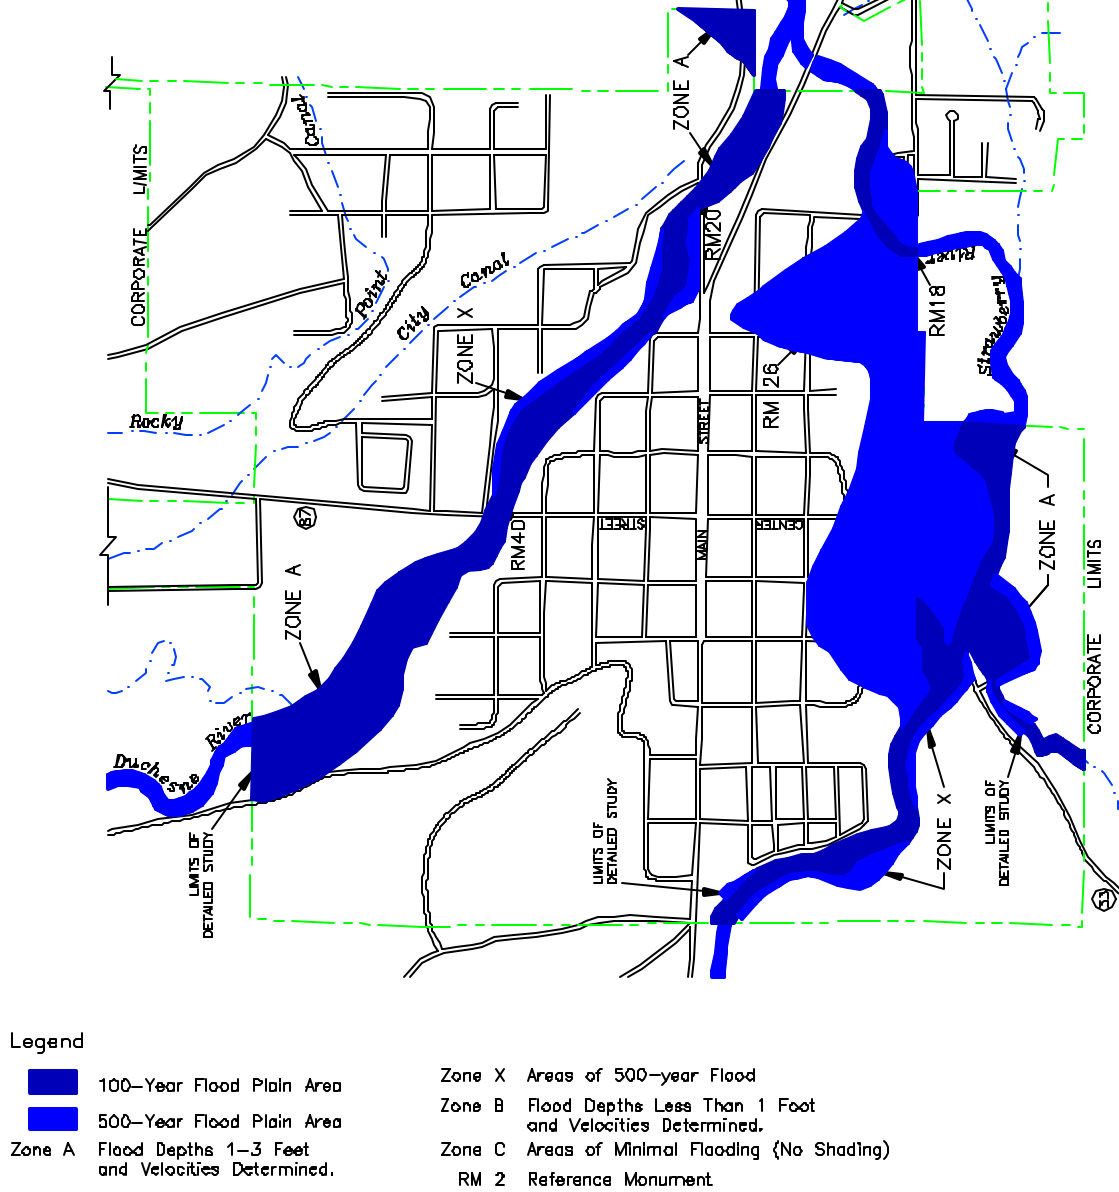 ZONE A
Canal
CORPORATE LIMITS
RM20
River
Canal
Point
City
ZONE X
RM18
Strawberry
RM 26
Rocky
STREET
87
STREET
CENTER
MAIN
RM4D
ZONE A
ZONE A
CORPORATE LIMITS
River
Duchesne
LIMITS OF
DETAILED STUDY
LIMITS OF
DETAILED STUDY
ZONE X
LIMITS OF
DETAILED STUDY
33
Legend
100-Year Flood Plain Area
500-Year Flood Plain Area
Zone A Flood Depths 1-3 Feet
and Velocities Determined.
Zone X Areas of 500-year Flood
Zone B Flood Depths Less Than 1 Foot
and Velocities Determined.
Zone C Areas of Minimal Flooding (No Shading)
RM 2 Reference Monument